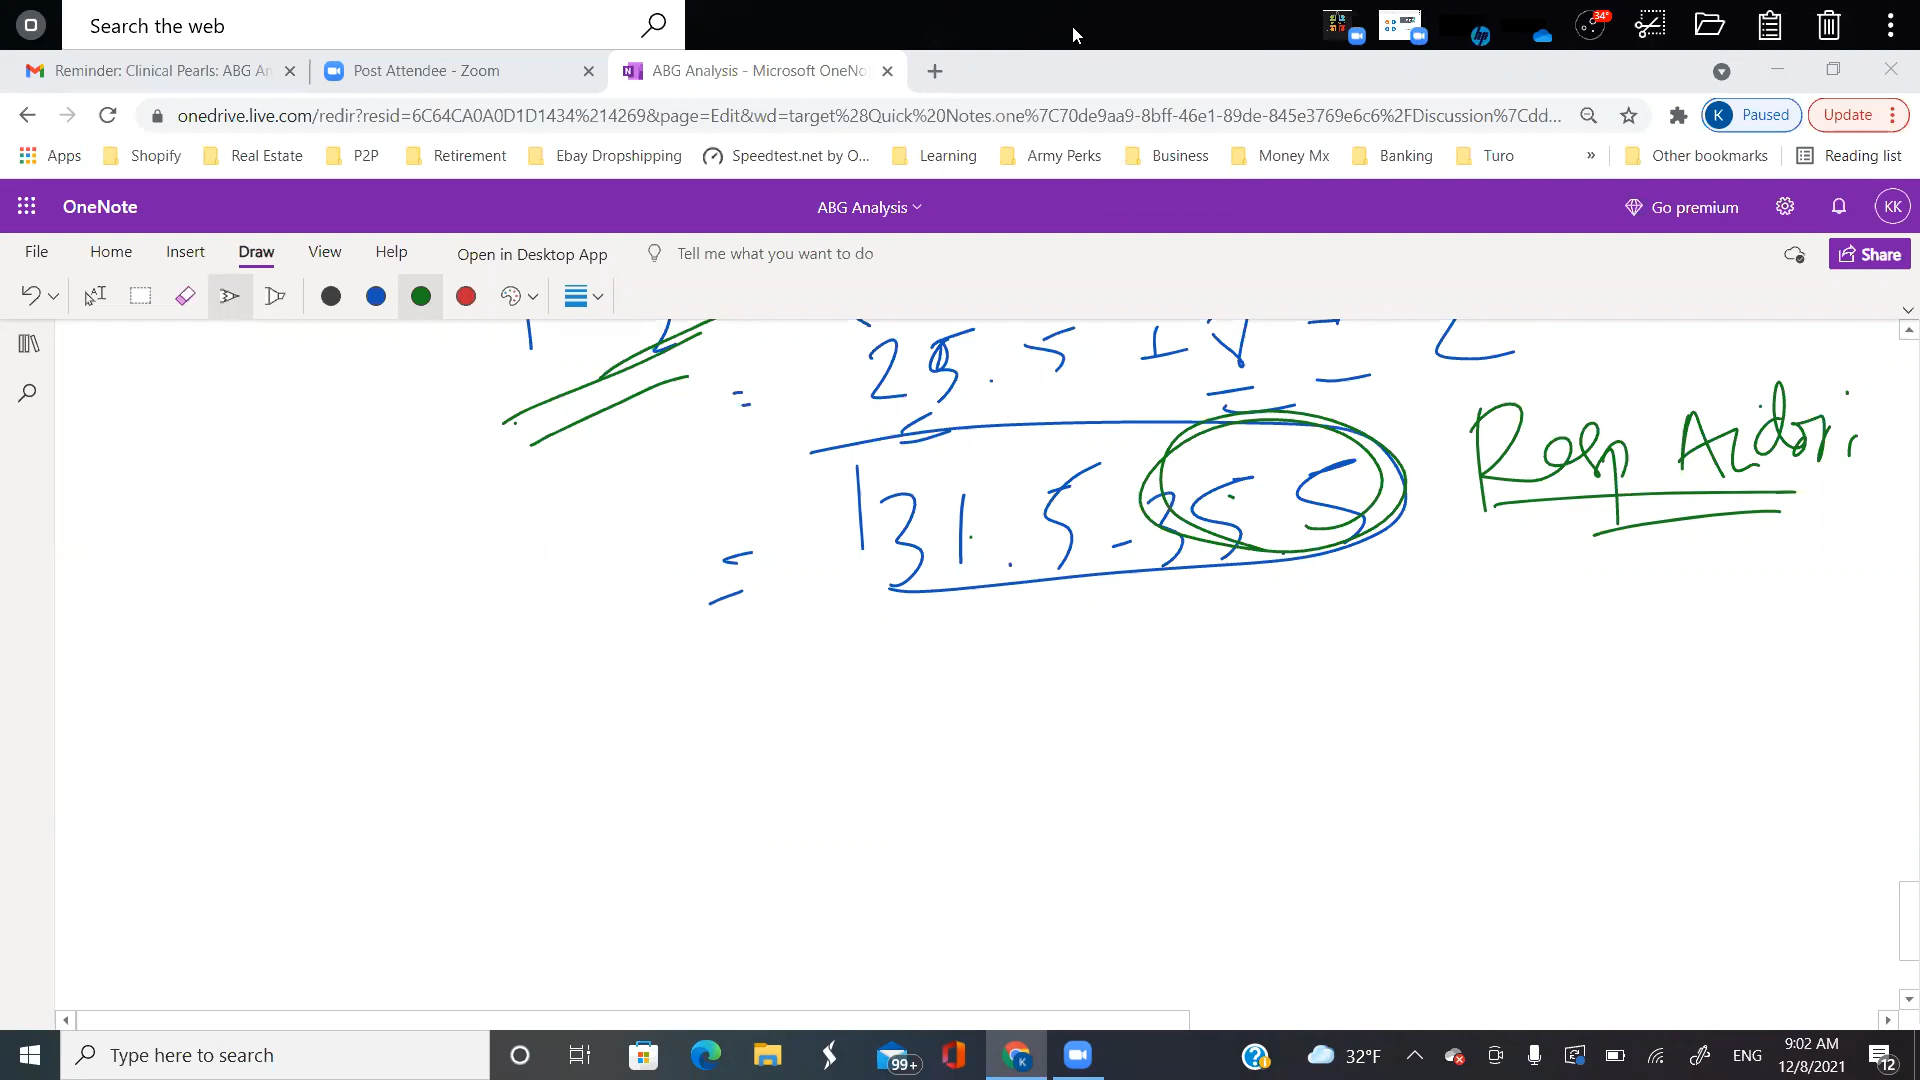 Search the web
34°
Reminder: Clinical Pearls: ABG An
Post Attendee - Zoom
ABG Analysis - Microsoft OneNo
onedrive.live.com/redir?resid=6C64CA0A0D1D1434%214269&page=Edit&wd=target%28Quick%20Notes.one%7C70de9aa9-8bff-46e1-89de-845e3769e6c6%2FDiscussion%7Cdd...
K Paused
Update
Apps Shopify Real Estate P2P Retirement Ebay Dropshipping Speedtest.net by O... Learning Army Perks Business Money Mx Banking Turo » Other bookmarks Reading list
OneNote
ABG Analysis
Go premium
KK
File Home Insert Draw View Help Open in Desktop App Tell me what you want to do
Share
= 25.5 ± 2
Resp Acidosi
= 31.5 - 35.5
Type here to search
99+
32°F
ENG
9:02 AM
12/8/2021
12